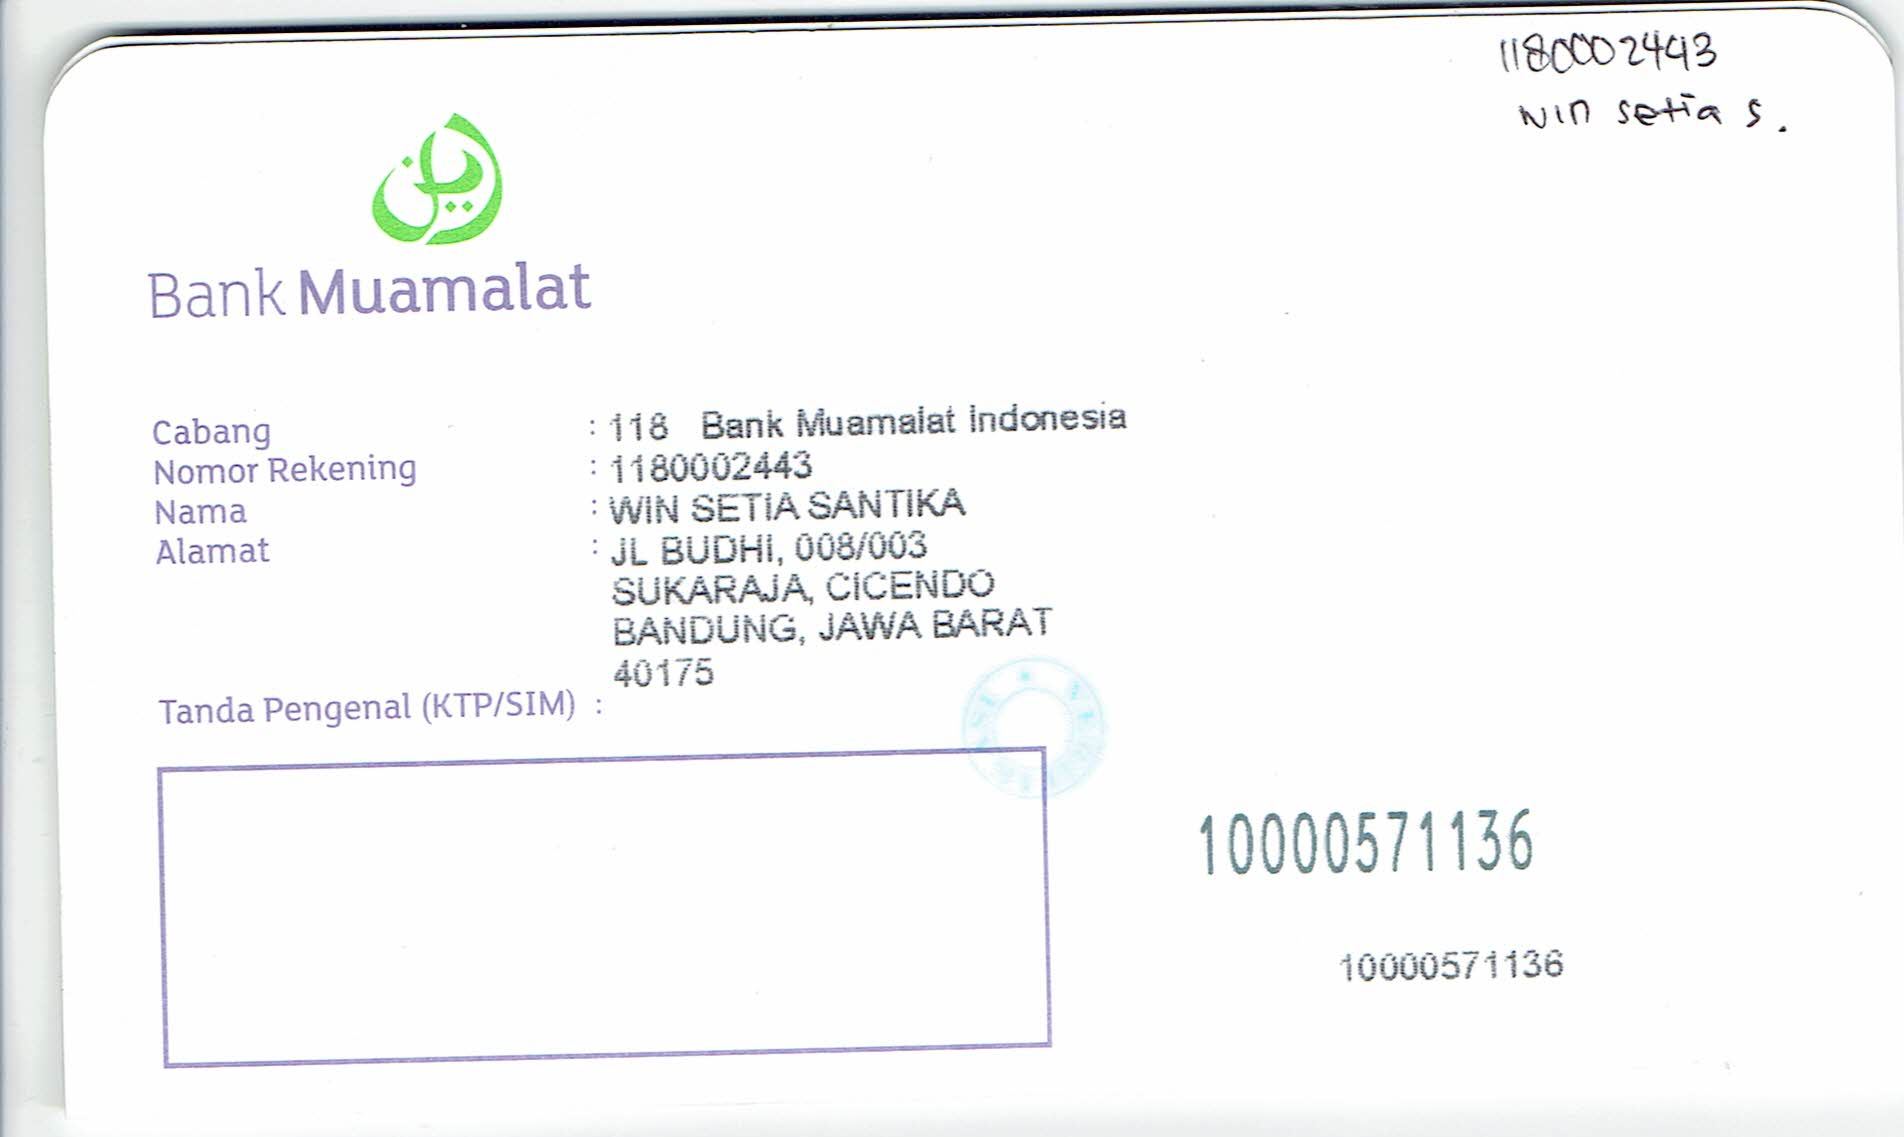 1180002443
win setia s.
Bank Muamalat
Cabang : 118 Bank Muamalat Indonesia
Nomor Rekening : 1180002443
Nama : WIN SETIA SANTIKA
Alamat : JL BUDHI, 008/003
SUKARAJA, CICENDO
BANDUNG, JAWA BARAT
40175
Tanda Pengenal (KTP/SIM) :
10000571136
10000571136